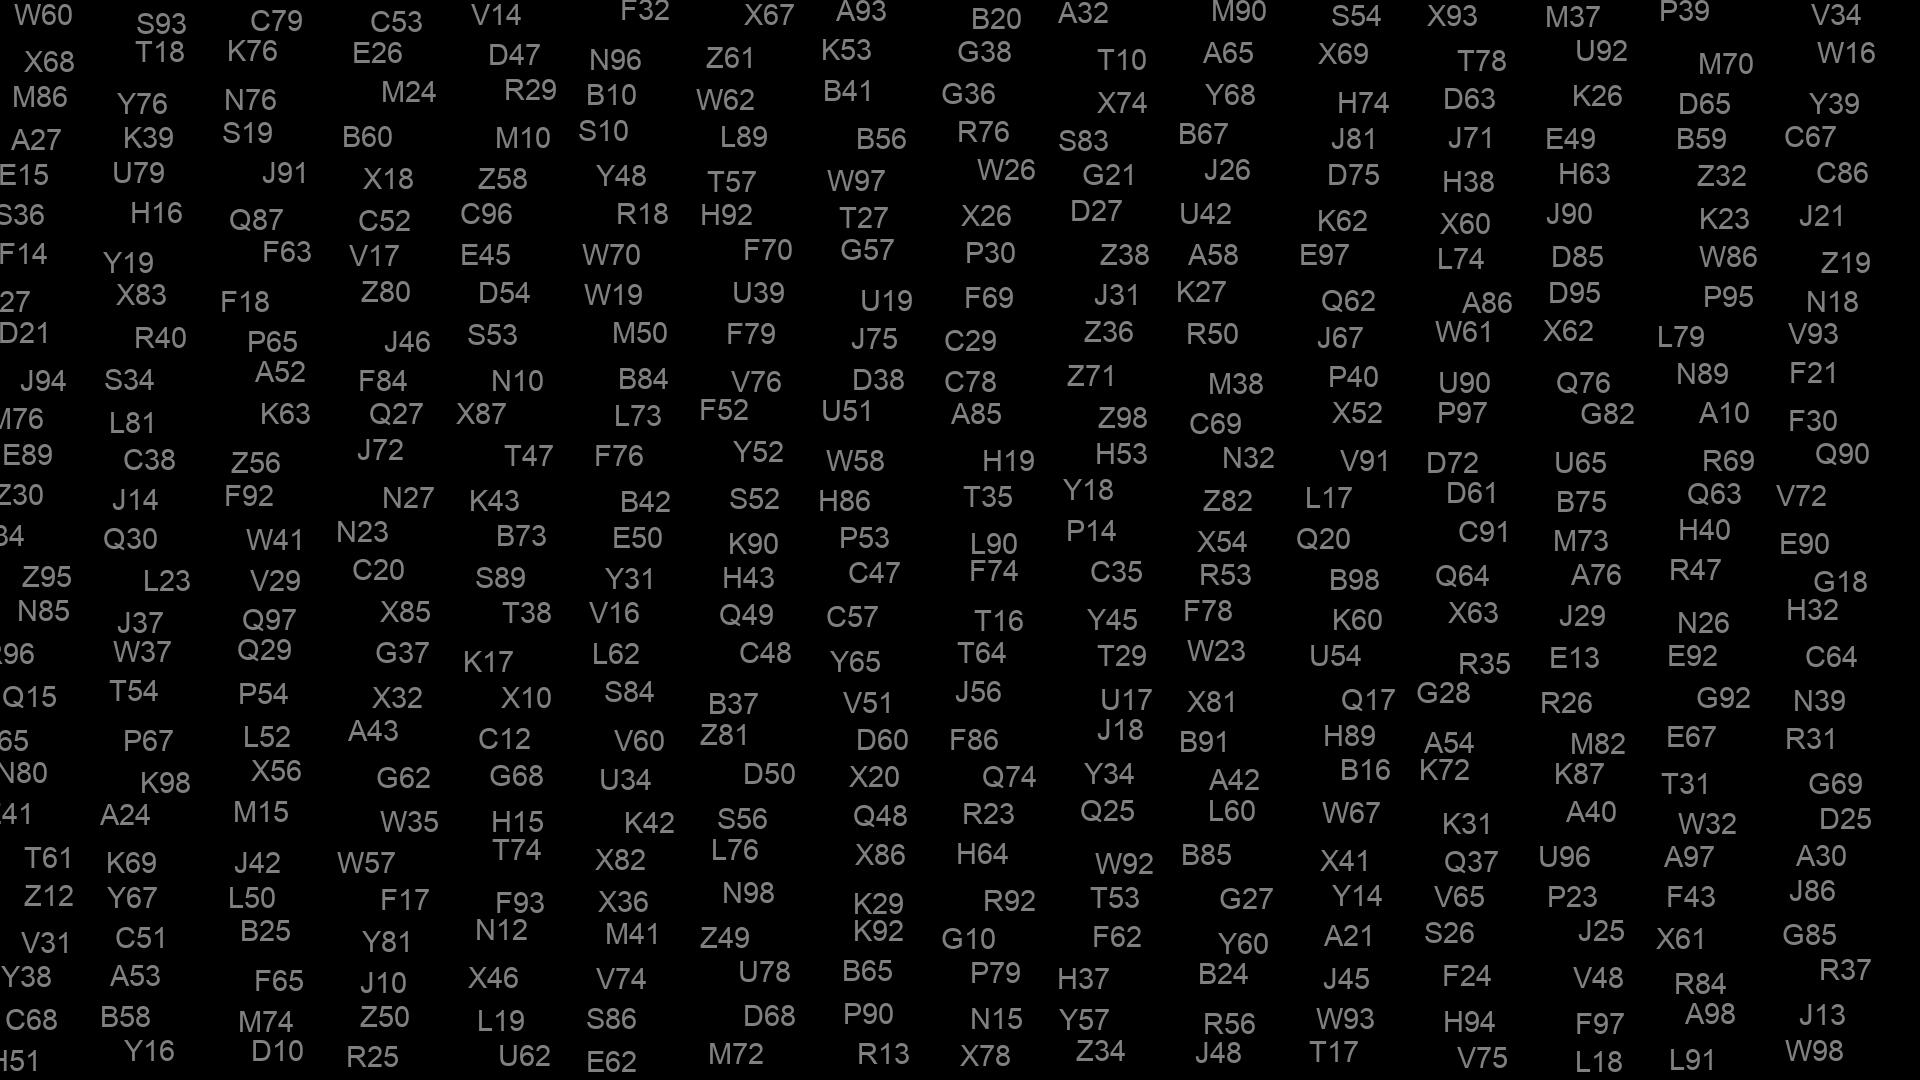 W60 S93 C79 C53 V14 F32 X67 A93 B20 A32 M90 S54 X93 M37 P39 V34
X68 T18 K76 E26 D47 N96 Z61 K53 G38 T10 A65 X69 T78 U92 M70 W16
M86 Y76 N76 M24 R29 B10 W62 B41 G36 X74 Y68 H74 D63 K26 D65 Y39
A27 K39 S19 B60 M10 S10 L89 B56 R76 S83 B67 J81 J71 E49 B59 C67
E15 U79 J91 X18 Z58 Y48 T57 W97 W26 G21 J26 D75 H38 H63 Z32 C86
S36 H16 Q87 C52 C96 R18 H92 T27 X26 D27 U42 K62 X60 J90 K23 J21
F14 Y19 F63 V17 E45 W70 F70 G57 P30 Z38 A58 E97 L74 D85 W86 Z19
27 X83 F18 Z80 D54 W19 U39 U19 F69 J31 K27 Q62 A86 D95 P95 N18
D21 R40 P65 J46 S53 M50 F79 J75 C29 Z36 R50 J67 W61 X62 L79 V93
J94 S34 A52 F84 N10 B84 V76 D38 C78 Z71 M38 P40 U90 Q76 N89 F21
M76 L81 K63 Q27 X87 L73 F52 U51 A85 Z98 C69 X52 P97 G82 A10 F30
E89 C38 Z56 J72 T47 F76 Y52 W58 H19 H53 N32 V91 D72 U65 R69 Q90
Z30 J14 F92 N27 K43 B42 S52 H86 T35 Y18 Z82 L17 D61 B75 Q63 V72
34 Q30 W41 N23 B73 E50 K90 P53 L90 P14 X54 Q20 C91 M73 H40 E90
Z95 L23 V29 C20 S89 Y31 H43 C47 F74 C35 R53 B98 Q64 A76 R47 G18
N85 J37 Q97 X85 T38 V16 Q49 C57 T16 Y45 F78 K60 X63 J29 N26 H32
96 W37 Q29 G37 K17 L62 C48 Y65 T64 T29 W23 U54 R35 E13 E92 C64
Q15 T54 P54 X32 X10 S84 B37 V51 J56 U17 X81 Q17 G28 R26 G92 N39
65 P67 L52 A43 C12 V60 Z81 D60 F86 J18 B91 H89 A54 M82 E67 R31
N80 K98 X56 G62 G68 U34 D50 X20 Q74 Y34 A42 B16 K72 K87 T31 G69
41 A24 M15 W35 H15 K42 S56 Q48 R23 Q25 L60 W67 K31 A40 W32 D25
T61 K69 J42 W57 T74 X82 L76 X86 H64 W92 B85 X41 Q37 U96 A97 A30
Z12 Y67 L50 F17 F93 X36 N98 K29 R92 T53 G27 Y14 V65 P23 F43 J86
V31 C51 B25 Y81 N12 M41 Z49 K92 G10 F62 Y60 A21 S26 J25 X61 G85
Y38 A53 F65 J10 X46 V74 U78 B65 P79 H37 B24 J45 F24 V48 R84 R37
C68 B58 M74 Z50 L19 S86 D68 P90 N15 Y57 R56 W93 H94 F97 A98 J13
H51 Y16 D10 R25 U62 E62 M72 R13 X78 Z34 J48 T17 V75 L18 L91 W98